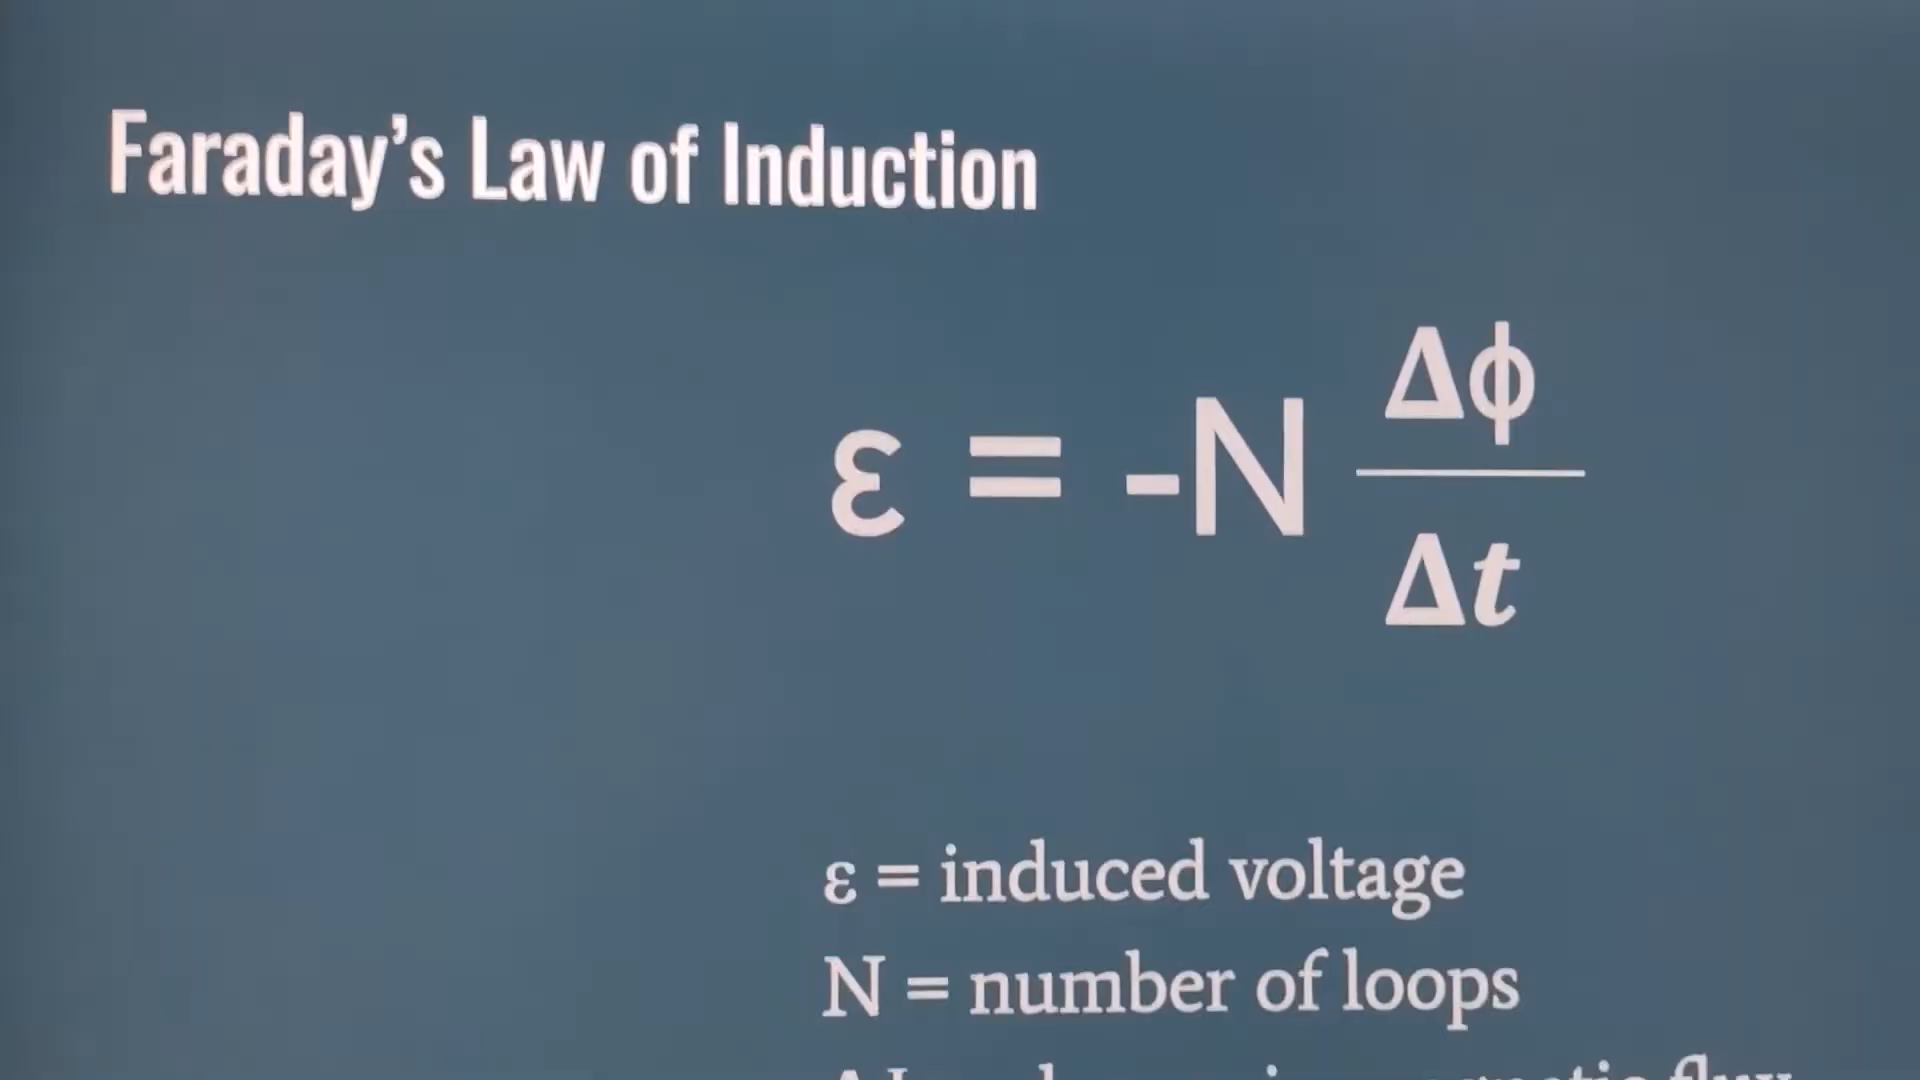 Faraday's Law of Induction
ε = -N Δϕ
Δt
ε = induced voltage
N = number of loops